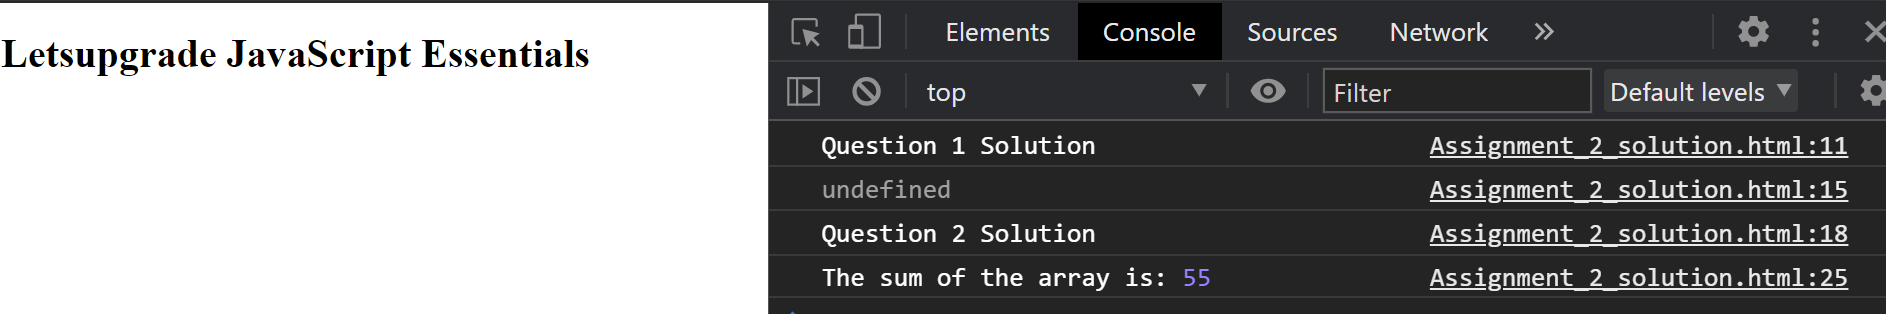 Letsupgrade JavaScript Essentials
Elements Console Sources Network
top Filter Default levels
Question 1 Solution Assignment_2_solution.html:11
undefined Assignment_2_solution.html:15
Question 2 Solution Assignment_2_solution.html:18
The sum of the array is: 55 Assignment_2_solution.html:25